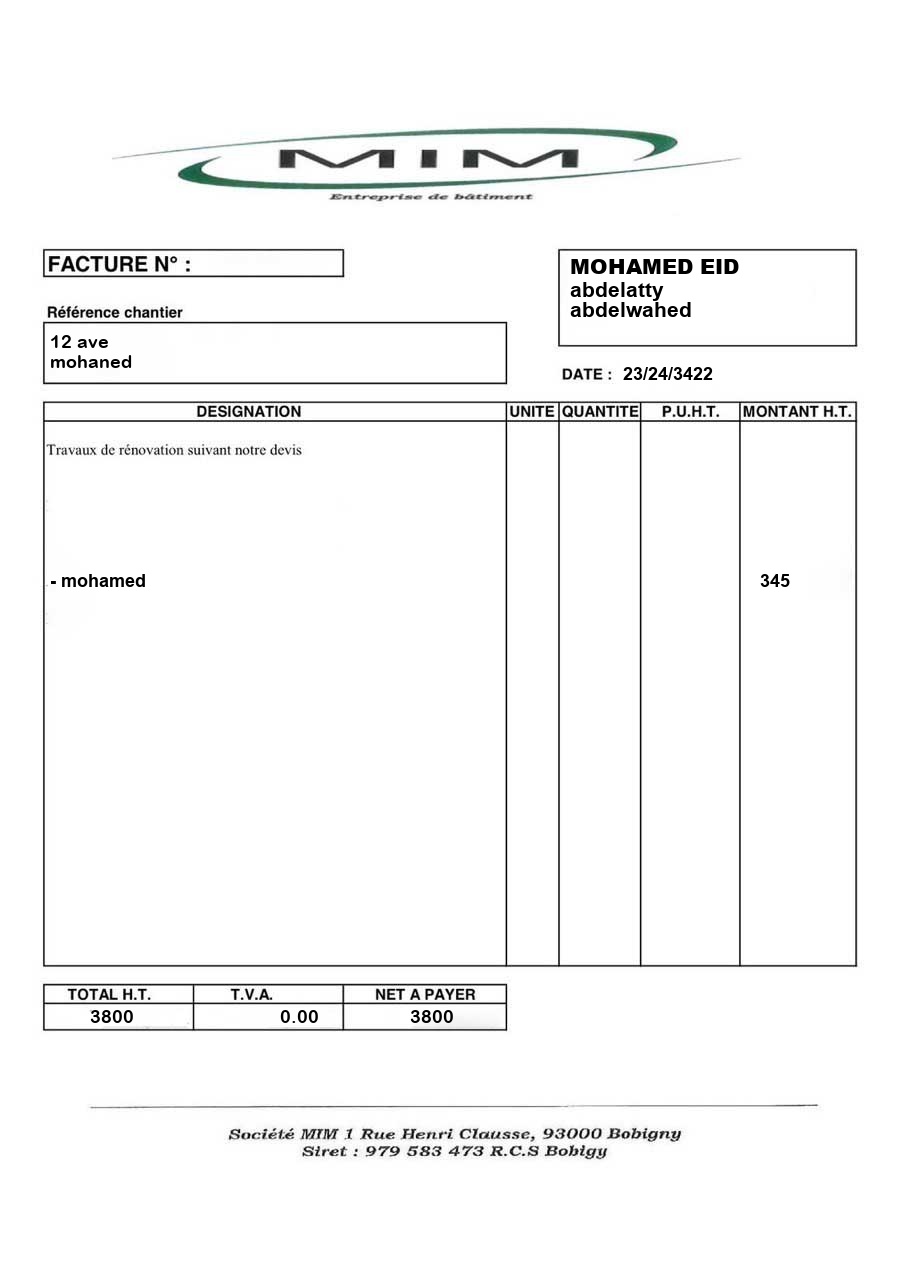 MIM
Entreprise de bâtiment
FACTURE N° :
MOHAMED EID
abdelatty
abdelwahed
Référence chantier
12 ave
mohaned
DATE : 23/24/3422
DESIGNATION UNITE QUANTITE P.U.H.T. MONTANT H.T.
Travaux de rénovation suivant notre devis
- mohamed 345
TOTAL H.T. T.V.A. NET A PAYER
3800 0.00 3800
Société MIM 1 Rue Henri Clausse, 93000 Bobigny
Siret : 979 583 473 R.C.S Bobigy